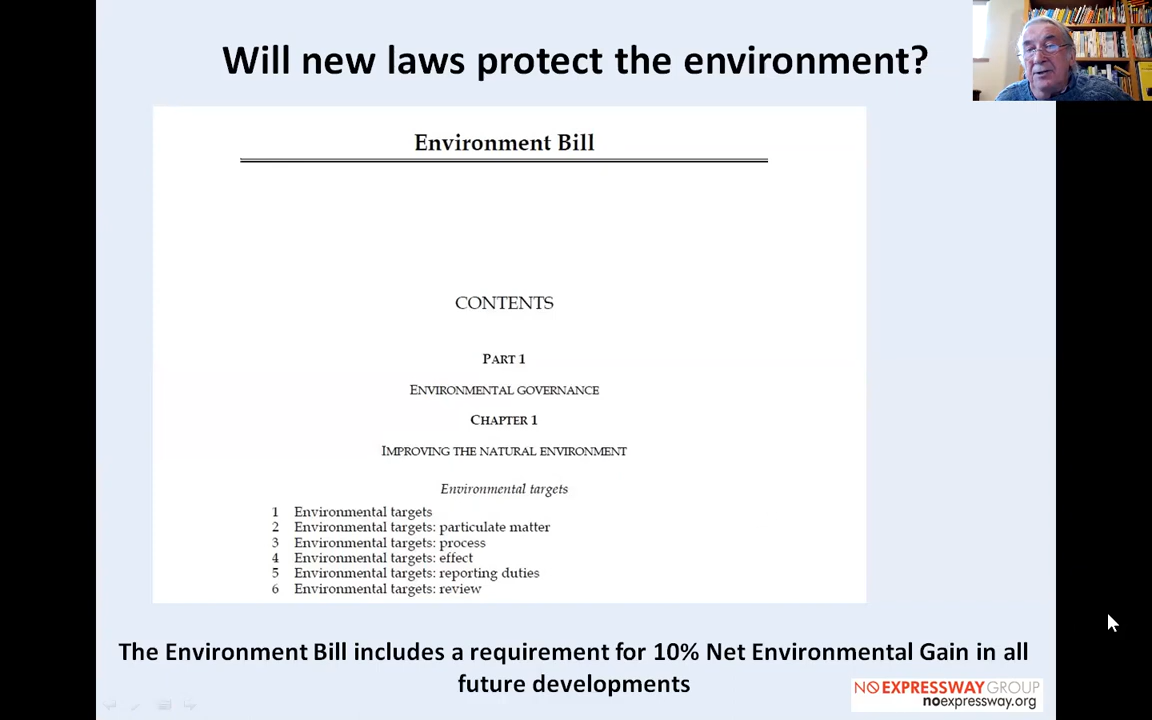 Will new laws protect the environment?
Environment Bill
CONTENTS
PART 1
ENVIRONMENTAL GOVERNANCE
CHAPTER 1
IMPROVING THE NATURAL ENVIRONMENT
Environmental targets
1 Environmental targets
2 Environmental targets: particulate matter
3 Environmental targets: process
4 Environmental targets: effect
5 Environmental targets: reporting duties
6 Environmental targets: review
The Environment Bill includes a requirement for 10% Net Environmental Gain in all
future developments
NO EXPRESSWAY GROUP
noexpressway.org